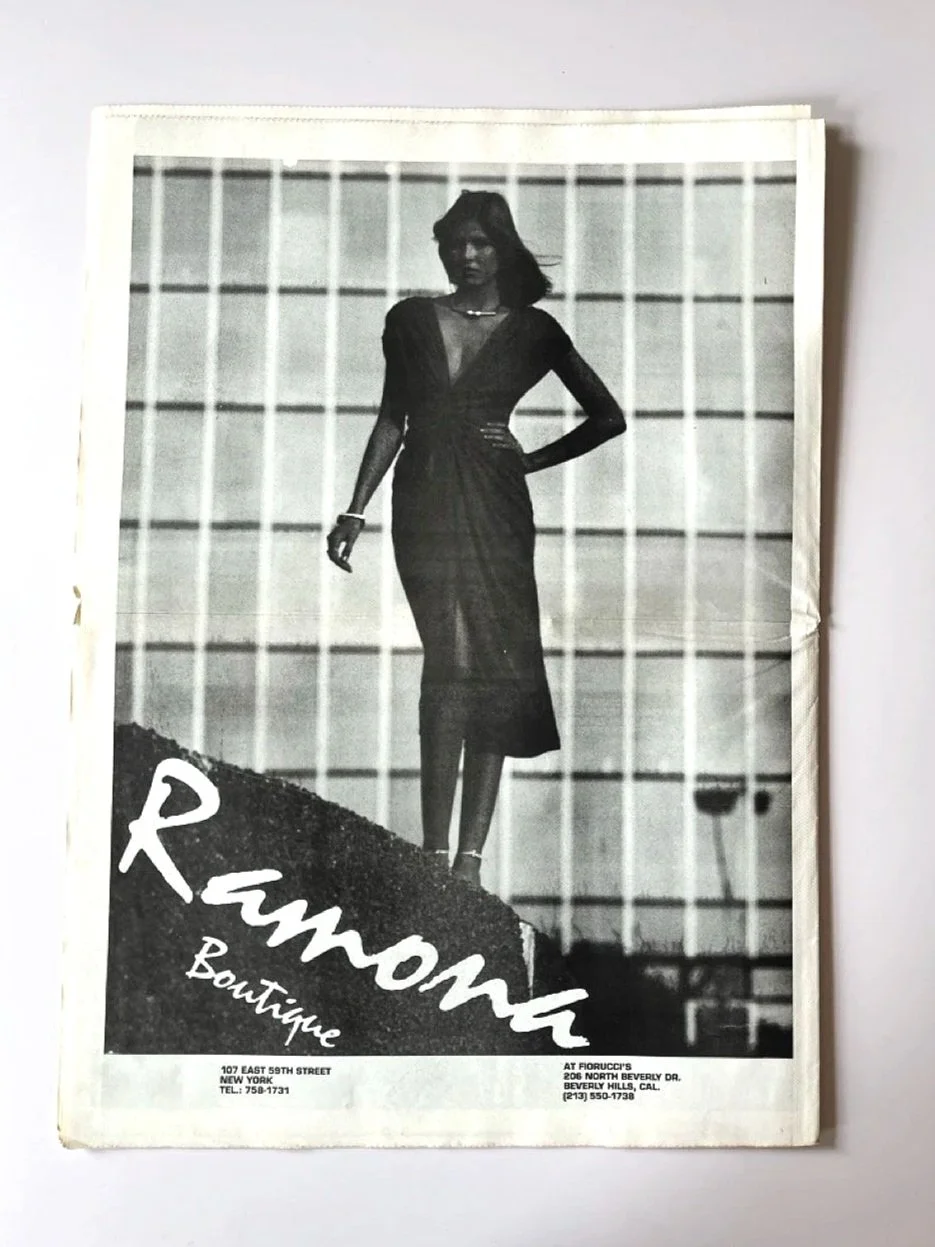 Ramona
Boutique
107 EAST 59TH STREET
NEW YORK
TEL.: 758-1731
AT FIORUCCI'S
206 NORTH BEVERLY DR.
BEVERLY HILLS, CAL.
(213) 550-1738